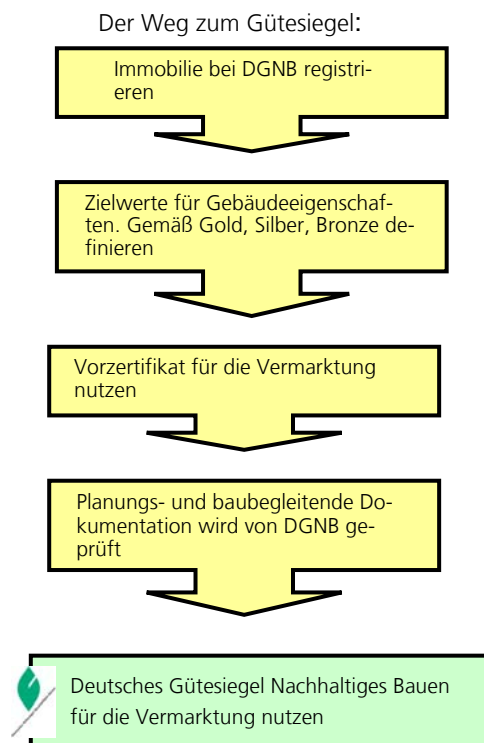 Der Weg zum Gütesiegel:
Immobilie bei DGNB registri-
eren
Zielwerte für Gebäudeeigenschaf-
ten. Gemäß Gold, Silber, Bronze de-
finieren
Vorzertifikat für die Vermarktung
nutzen
Planungs- und baubegleitende Do-
kumentation wird von DGNB ge-
prüft
Deutsches Gütesiegel Nachhaltiges Bauen
für die Vermarktung nutzen